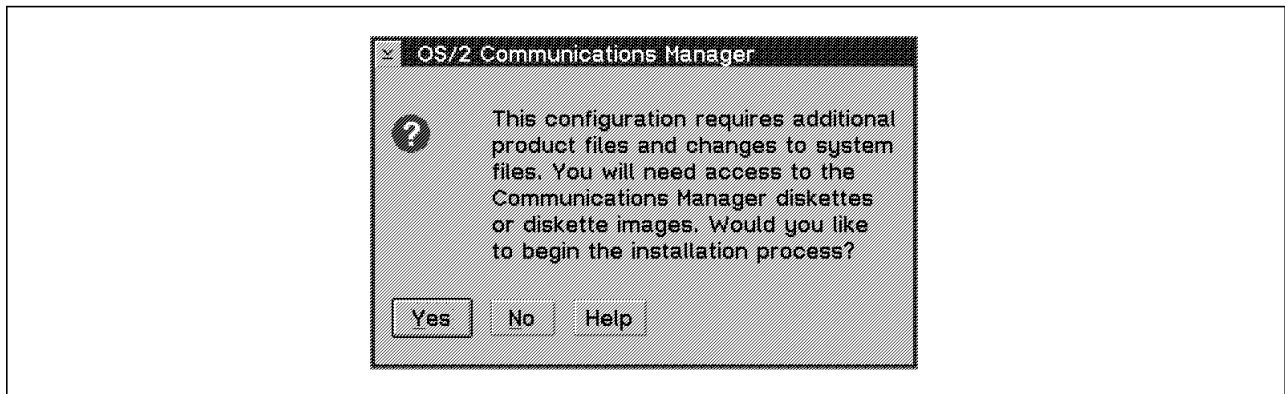 OS/2 Communications Manager
This configuration requires additional
product files and changes to system
files. You will need access to the
Communications Manager diskettes
or diskette images. Would you like
to begin the installation process?
Yes No Help